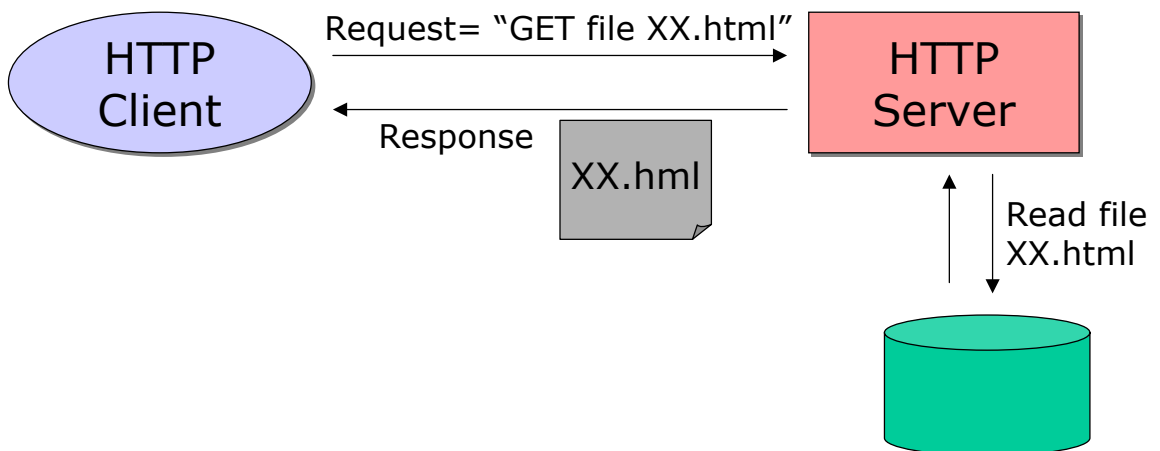 Request= “GET file XX.html”
HTTP
Client
HTTP
Server
Response
XX.hml
Read file
XX.html